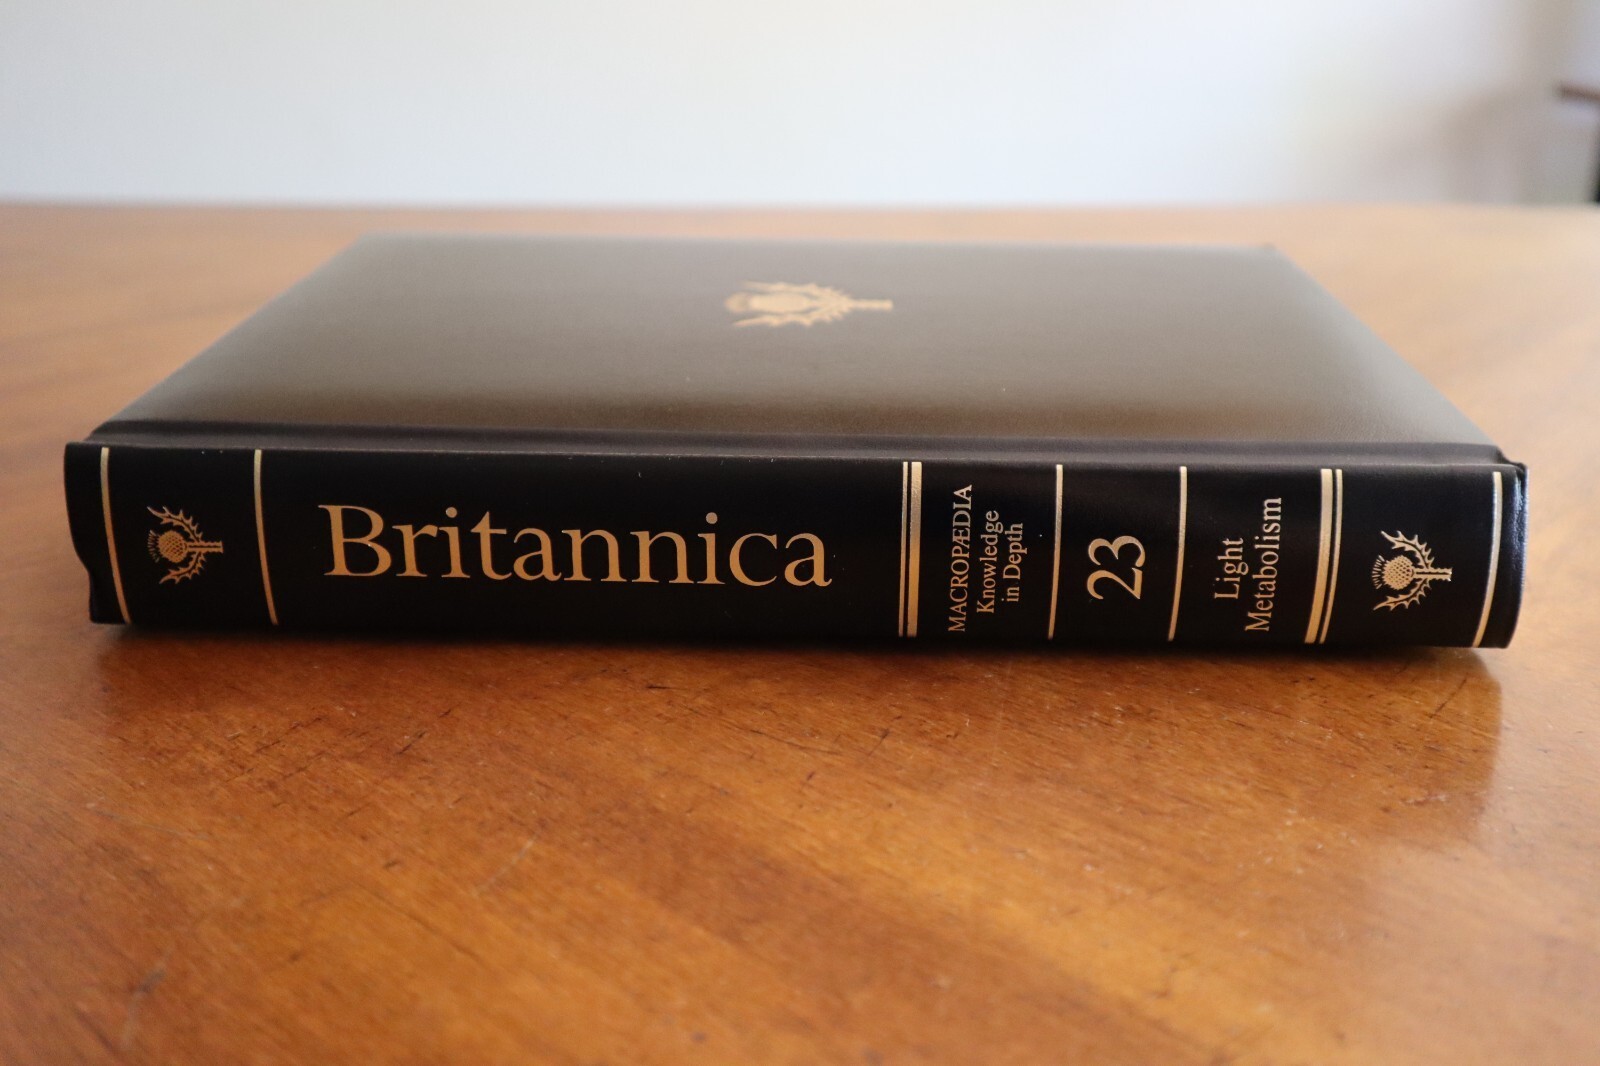 Britannica
MACROPÆDIA
Knowledge
in Depth
23
Light
Metabolism